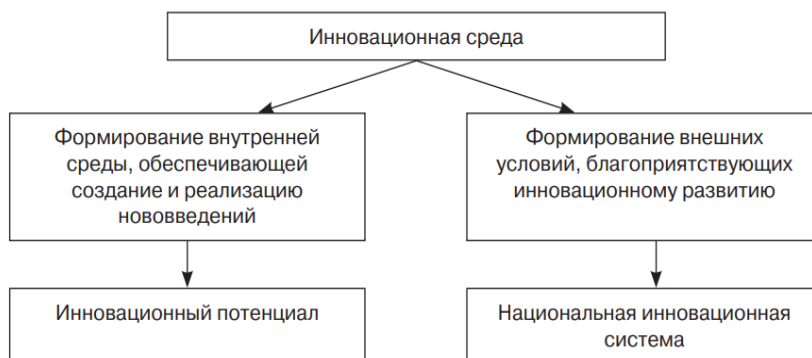 Инновационная среда
Формирование внутренней
среды, обеспечивающей
создание и реализацию
нововведений
Формирование внешних
условий, благоприятствующих
инновационному развитию
Инновационный потенциал
Национальная инновационная
система